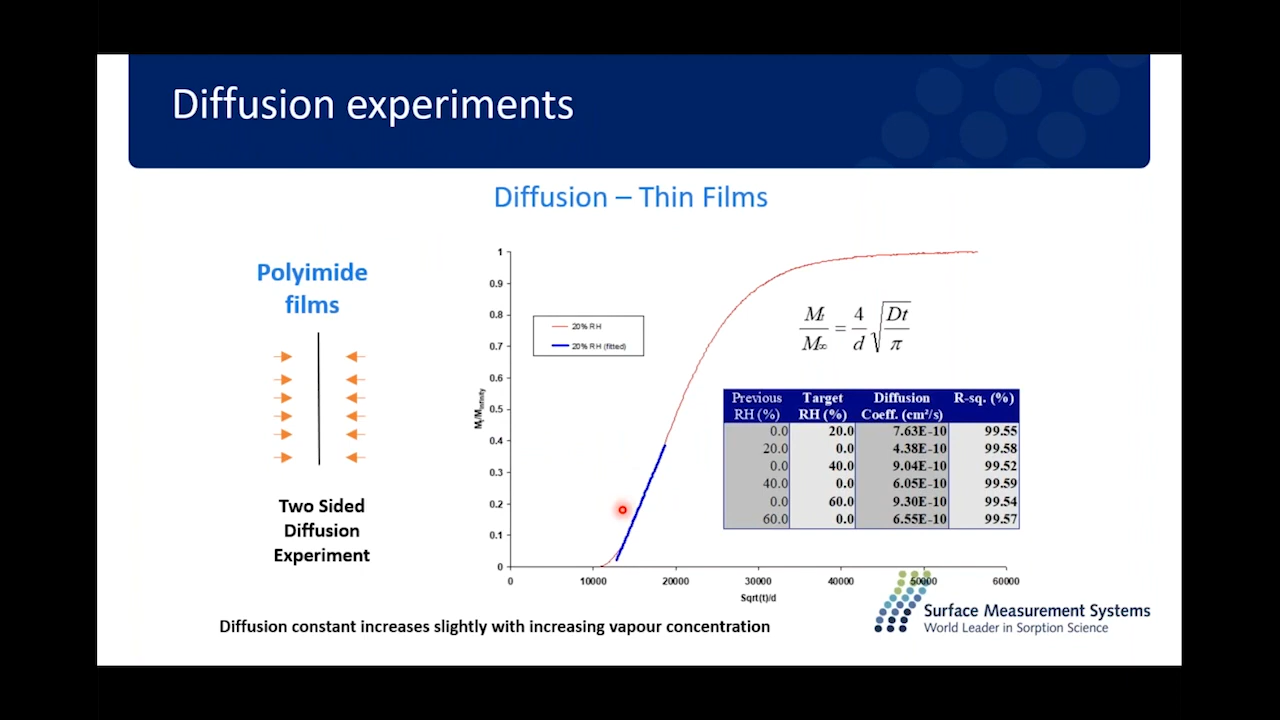 Diffusion experiments
Diffusion – Thin Films
Polyimide
films
Two Sided
Diffusion
Experiment
1
0.9
0.8
0.7
0.6
0.5
0.4
0.3
0.2
0.1
0
Mt/Minfinity
20% RH
20% RH (fitted)
0 10000 20000 30000 40000 50000 60000
Sqrt(t)/d
Mt/M∞ = 4/d √Dt/π
Previous RH (%) Target RH (%) Diffusion Coeff. (cm²/s) R-sq. (%)
0.0 20.0 7.63E-10 99.55
20.0 0.0 4.38E-10 99.58
0.0 40.0 9.04E-10 99.52
40.0 0.0 6.05E-10 99.59
0.0 60.0 9.30E-10 99.54
60.0 0.0 6.55E-10 99.57
Diffusion constant increases slightly with increasing vapour concentration
Surface Measurement Systems
World Leader in Sorption Science